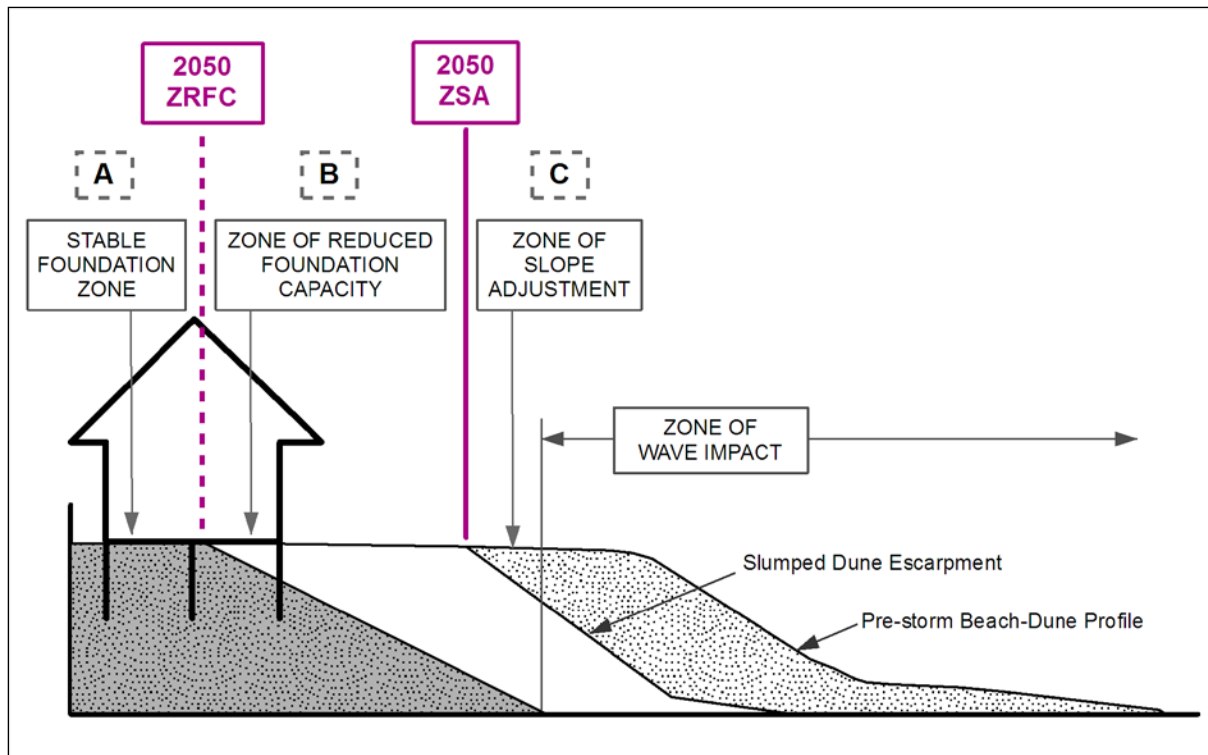 2050
ZRFC
2050
ZSA
A
B
C
STABLE
FOUNDATION
ZONE
ZONE OF REDUCED
FOUNDATION
CAPACITY
ZONE OF
SLOPE
ADJUSTMENT
ZONE OF
WAVE IMPACT
Slumped Dune Escarpment
Pre-storm Beach-Dune Profile